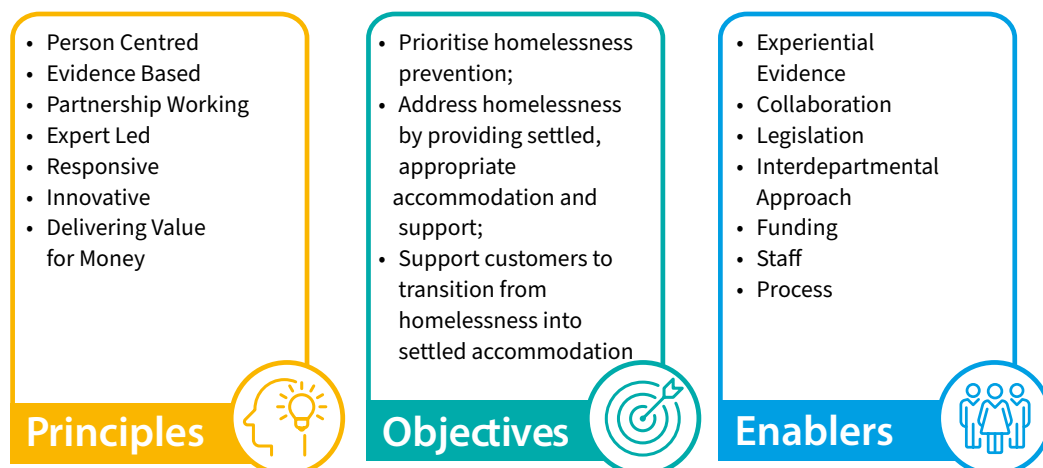 • Person Centred
• Evidence Based
• Partnership Working
• Expert Led
• Responsive
• Innovative
• Delivering Value
for Money
Principles
• Prioritise homelessness
prevention;
• Address homelessness
by providing settled,
appropriate
accommodation and
support;
• Support customers to
transition from
homelessness into
settled accommodation
Objectives
• Experiential
Evidence
• Collaboration
• Legislation
• Interdepartmental
Approach
• Funding
• Staff
• Process
Enablers